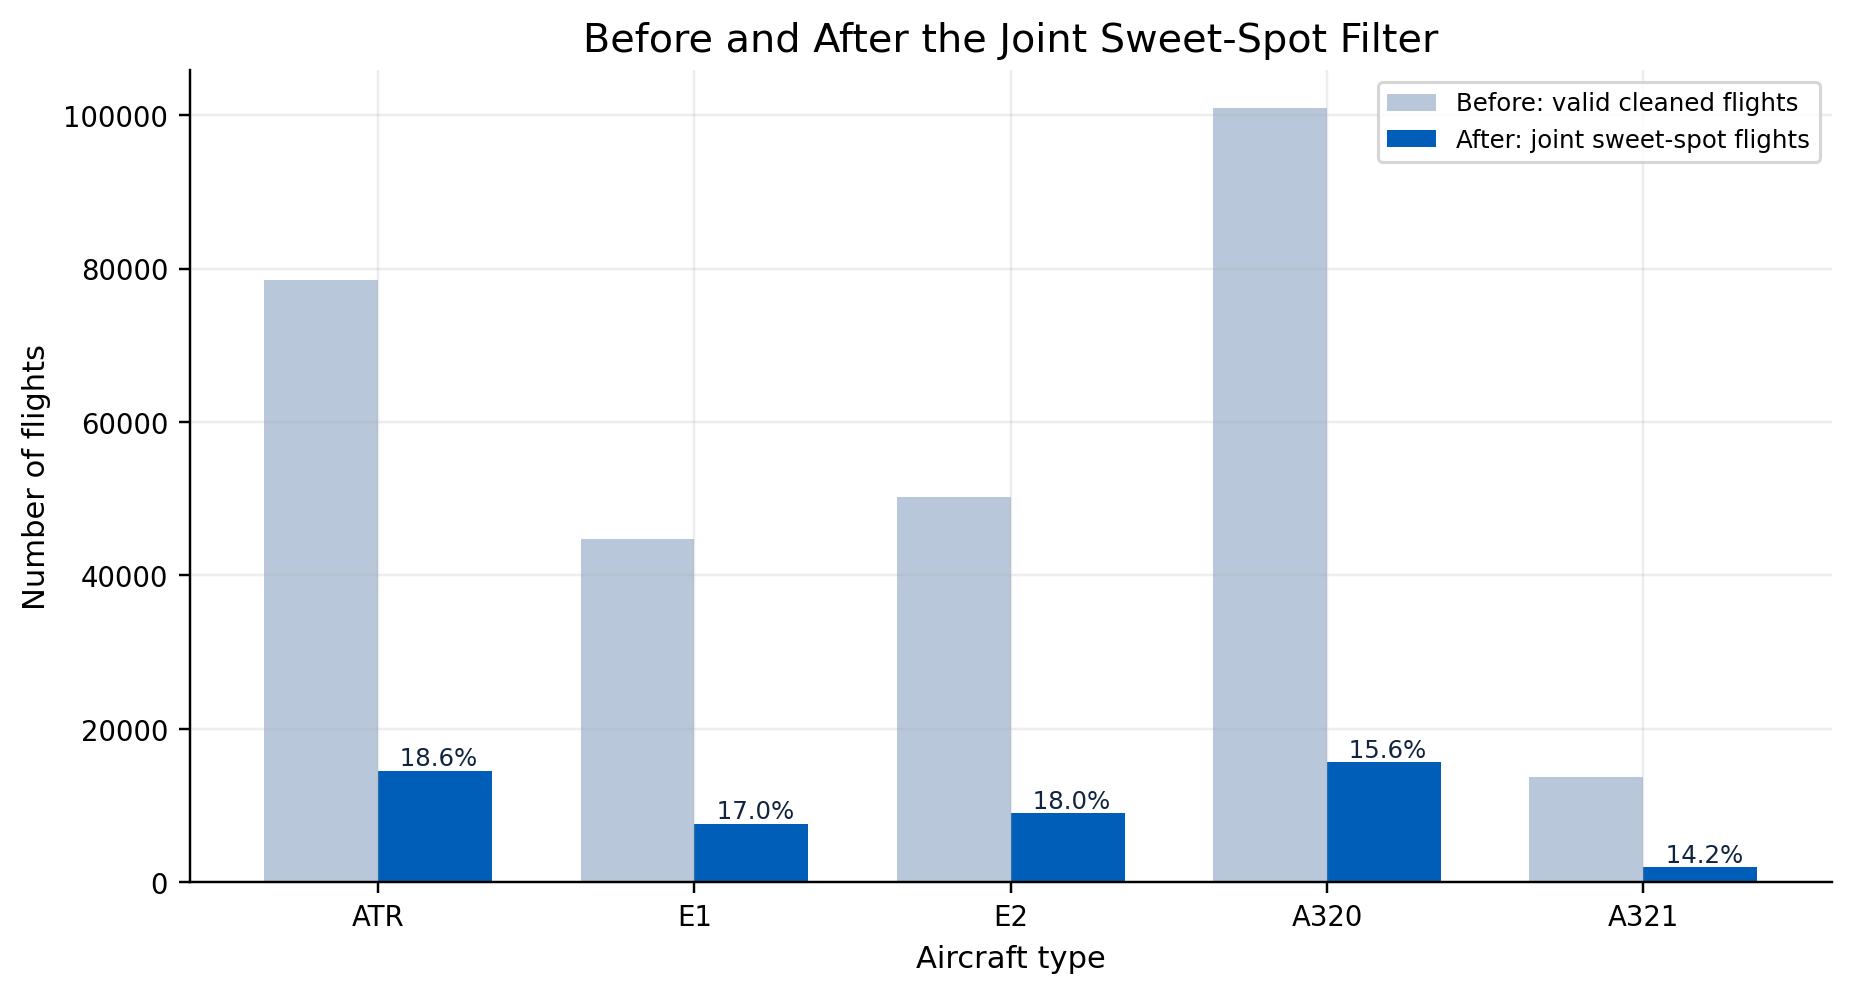 Before and After the Joint Sweet-Spot Filter
Before: valid cleaned flights
After: joint sweet-spot flights
Number of flights
100000
80000
60000
40000
20000
0
18.6%
17.0%
18.0%
15.6%
14.2%
ATR
E1
E2
A320
A321
Aircraft type